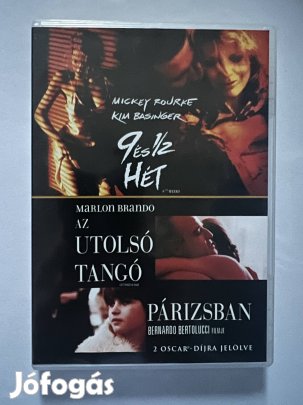 MICKEY ROURKE
KIM BASINGER
9 ÉS 1/2
HÉT
MARLON BRANDO
AZ
UTOLSÓ
TANGÓ
PÁRIZSBAN
BERNARDO BERTOLUCCI FILMJE
2 OSCAR®-DÍJRA JELÖLVE
Jófogás